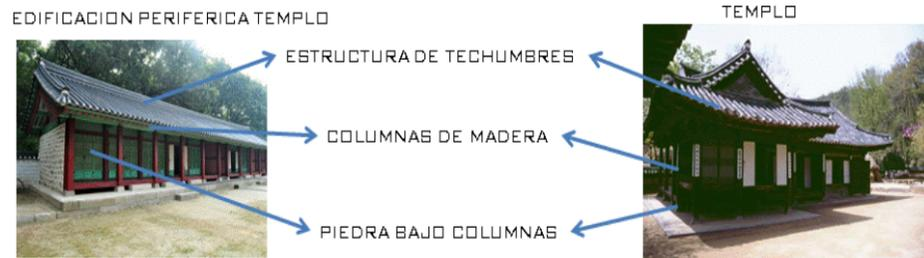 EDIFICACION PERIFERICA TEMPLO
TEMPLO
ESTRUCTURA DE TECHUMBRES
COLUMNAS DE MADERA
PIEDRA BAJO COLUMNAS